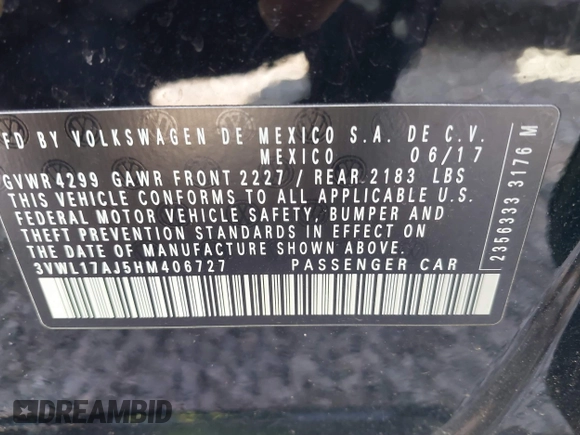 FD BY VOLKSWAGEN DE MEXICO S.A. DE C.V.
MEXICO 06/17
GVWR 4299 GAWR FRONT 2227 / REAR 2183 LBS
THIS VEHICLE CONFORMS TO ALL APPLICABLE U.S.
FEDERAL MOTOR VEHICLE SAFETY, BUMPER AND
THEFT PREVENTION STANDARDS IN EFFECT ON
THE DATE OF MANUFACTURE SHOWN ABOVE.
3VWL17AJ5HM406727 PASSENGER CAR
2356333 3176 M
DREAMBID